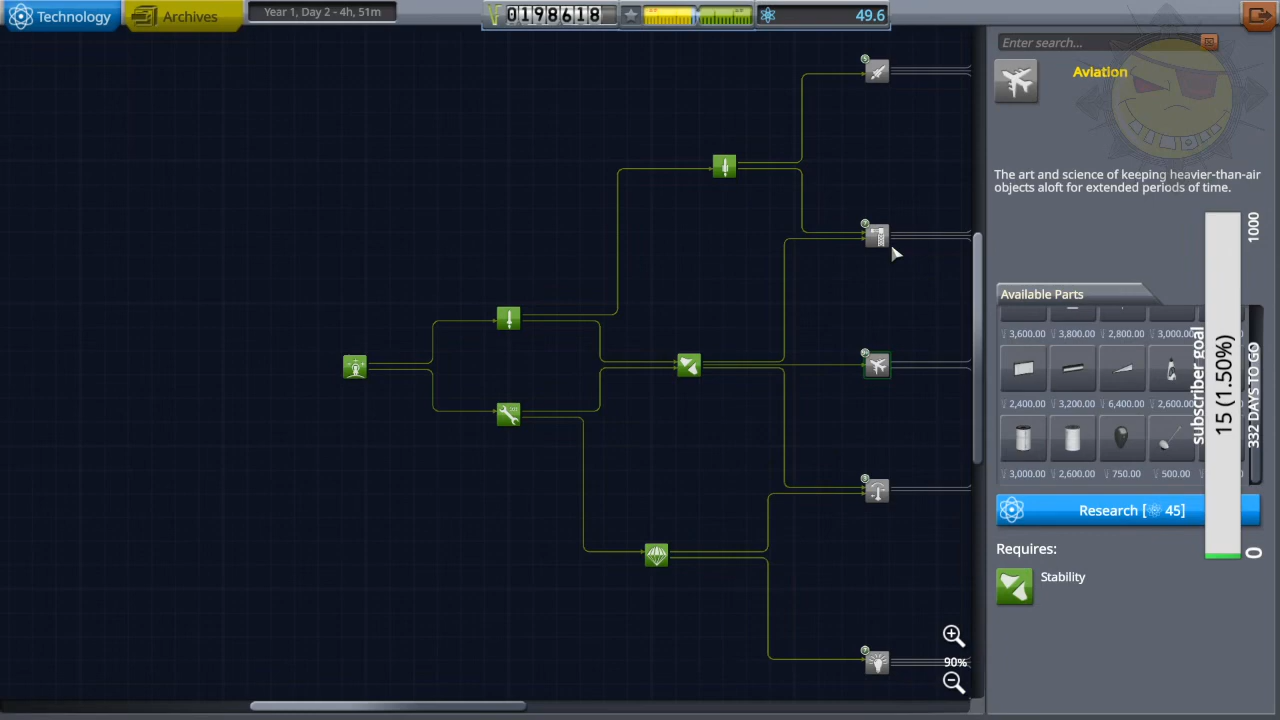 Technology
Archives
Year 1, Day 2 - 4h, 51m
0198618
49.6
Enter search...
Aviation
The art and science of keeping heavier-than-air
objects aloft for extended periods of time.
Available Parts
3,600.00 3,800.00 2,800.00 3,000.00
2,400.00 3,200.00 6,400.00 2,600.00
3,000.00 2,600.00 750.00 500.00
Research [ 45]
Requires:
Stability
subscriber goal
15 (1.50%)
332 DAYS TO GO
1000
0
90%